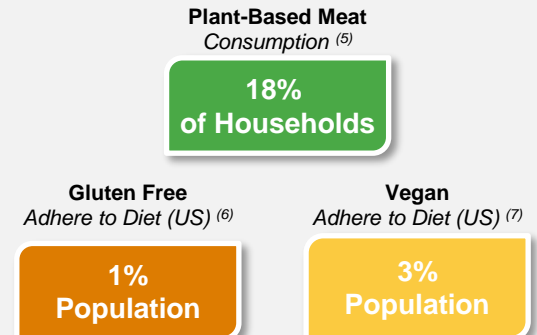 Plant-Based Meat
Consumption (5)
18%
of Households
Gluten Free
Adhere to Diet (US) (6)
1%
Population
Vegan
Adhere to Diet (US) (7)
3%
Population